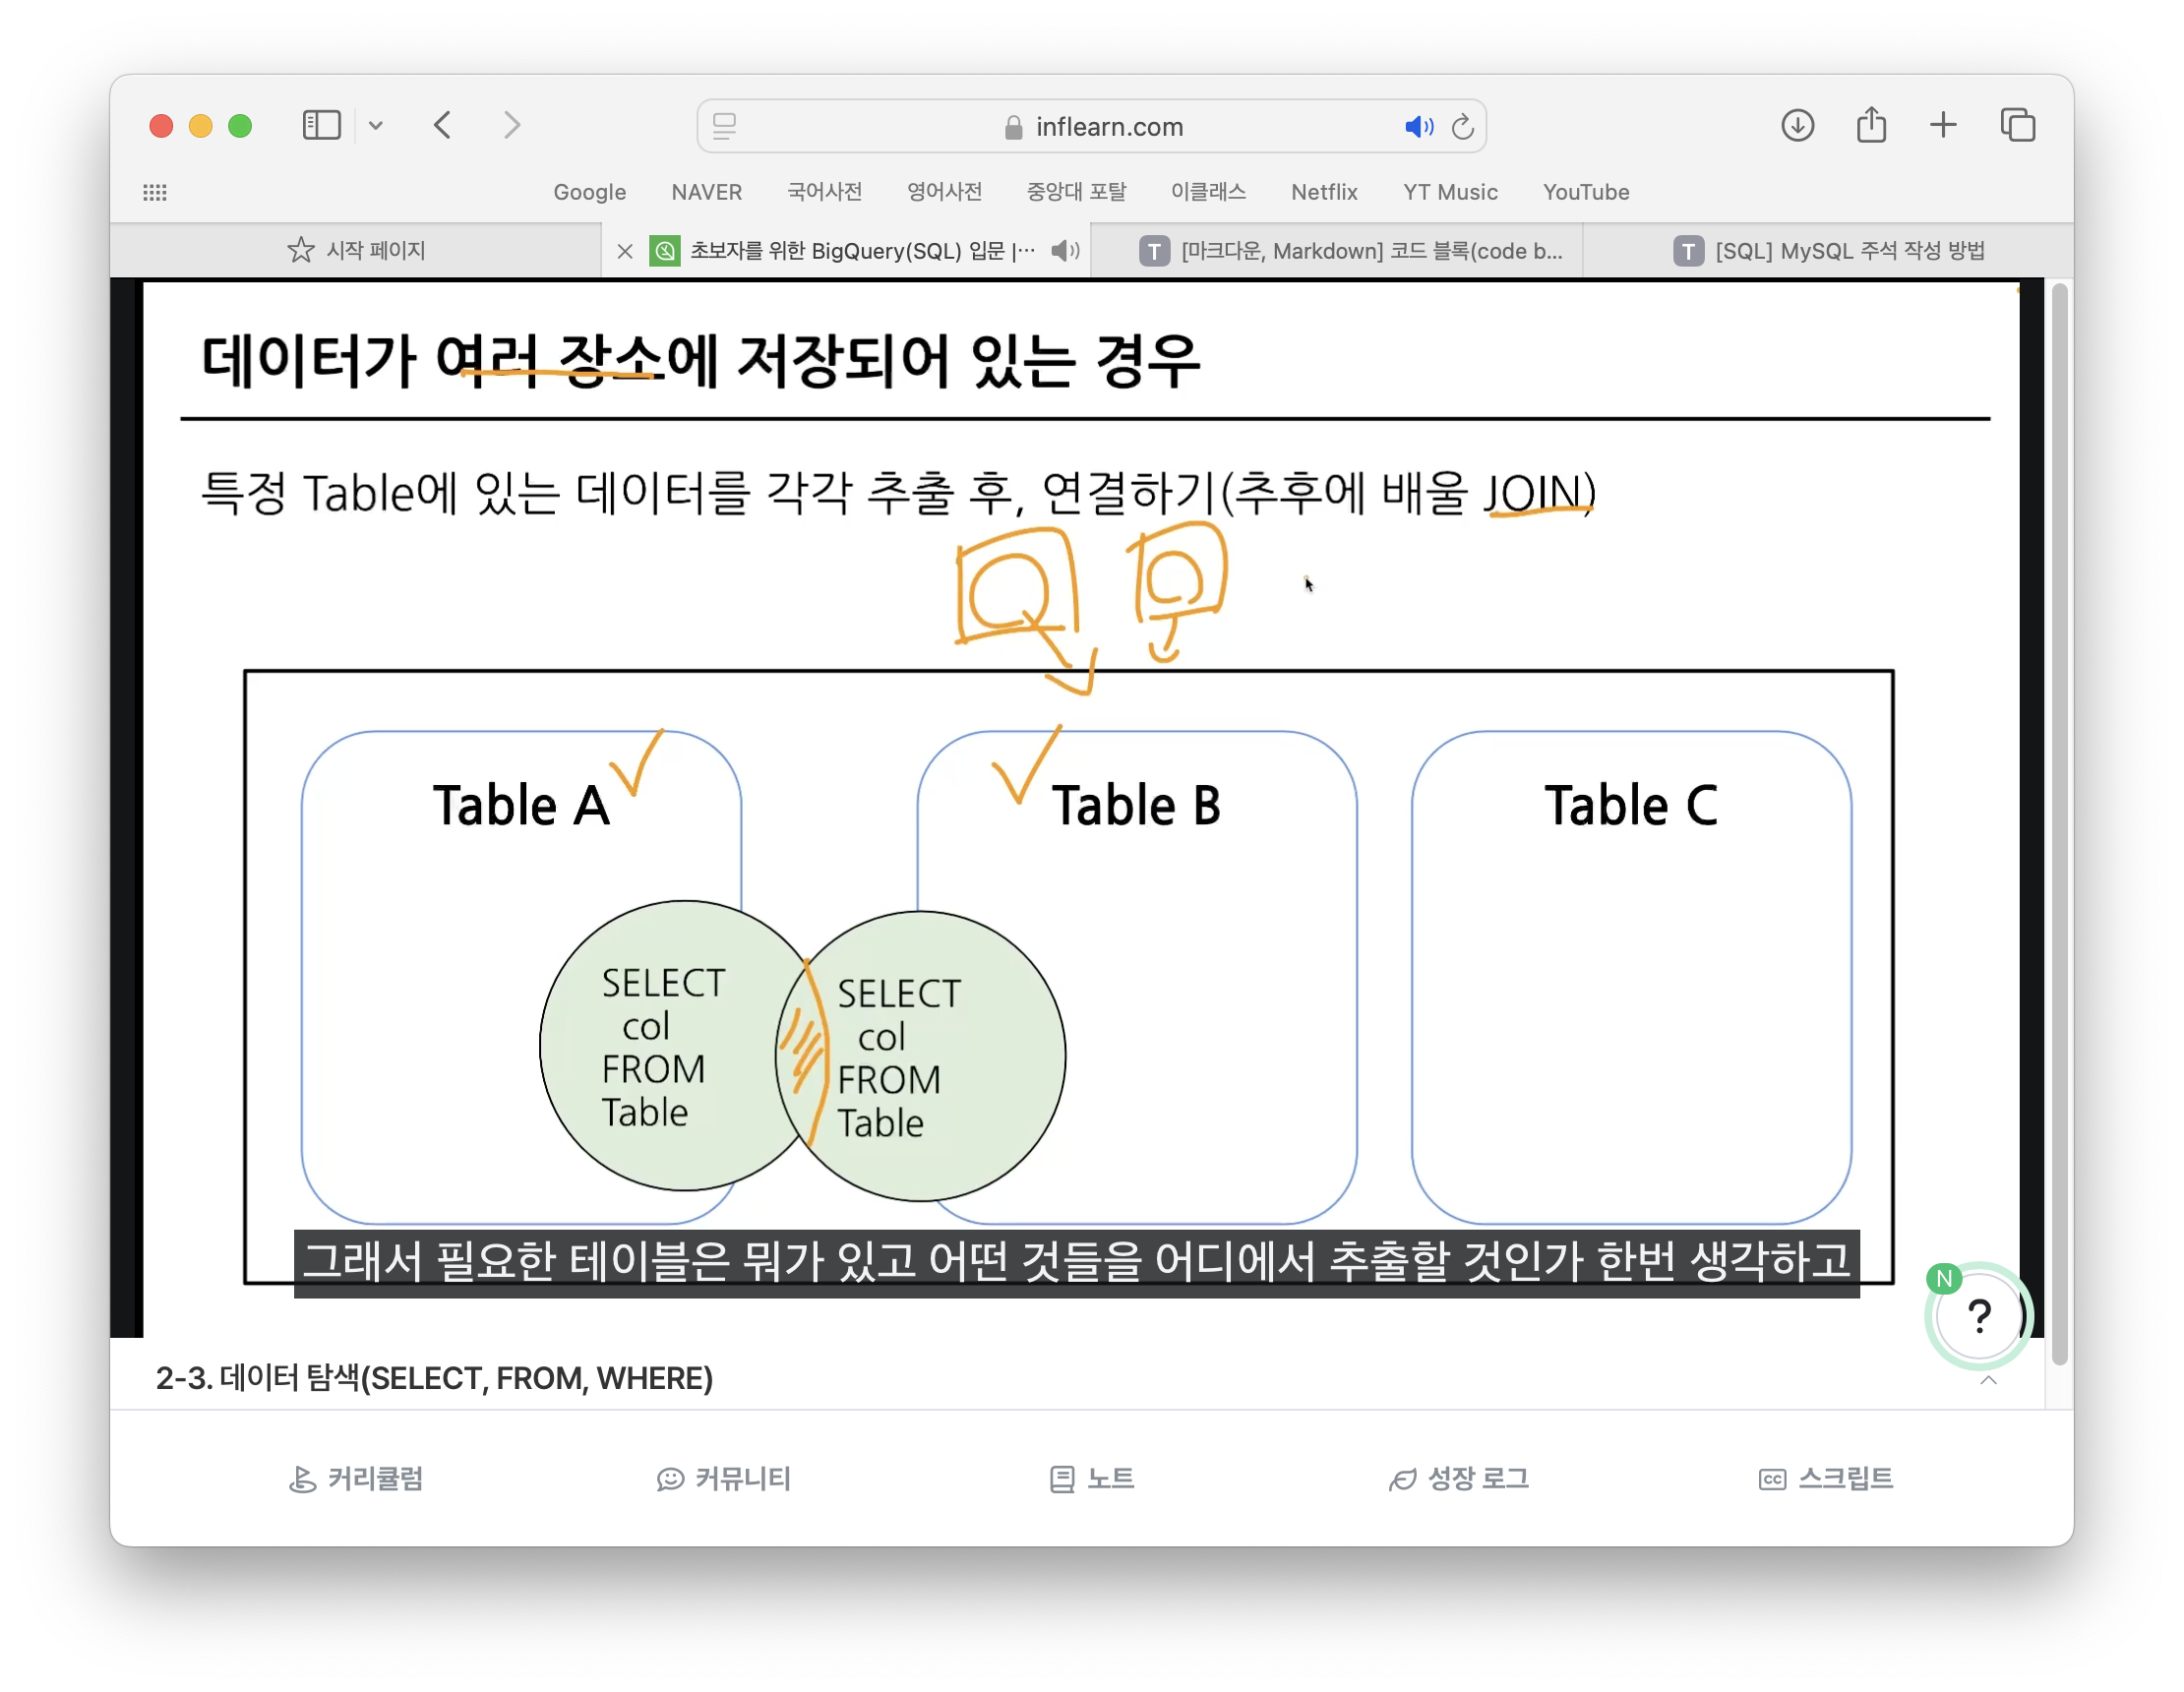 inflearn.com
Google NAVER 국어사전 영어사전 중앙대 포탈 이클래스 Netflix YT Music YouTube
시작 페이지
초보자를 위한 BigQuery(SQL) 입문 |···
T [마크다운, Markdown] 코드 블록(code b...
T [SQL] MySQL 주석 작성 방법
데이터가 여러 장소에 저장되어 있는 경우
특정 Table에 있는 데이터를 각각 추출 후, 연결하기(추후에 배울 JOIN)
Table A
Table B
Table C
SELECT
col
FROM
Table
SELECT
col
FROM
Table
그래서 필요한 테이블은 뭐가 있고 어떤 것들을 어디에서 추출할 것인가 한번 생각하고
N
?
2-3. 데이터 탐색(SELECT, FROM, WHERE)
커리큘럼
커뮤니티
노트
성장 로그
CC 스크립트